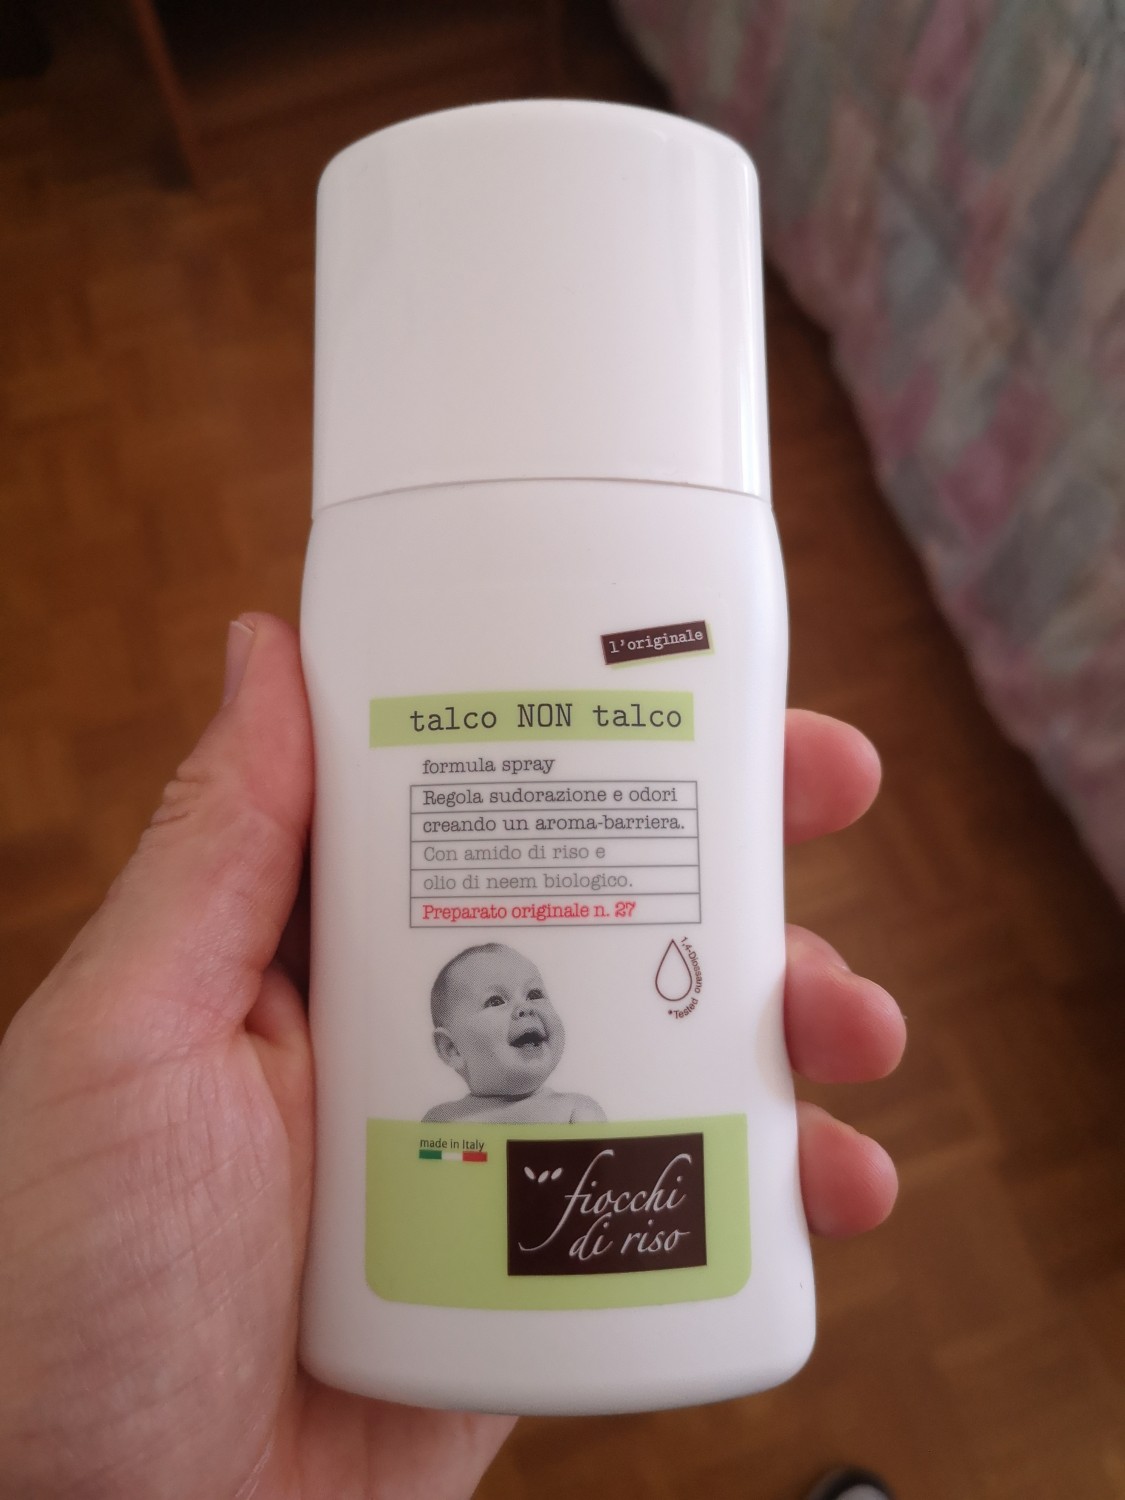 l'originale
talco NON talco
formula spray
Regola sudorazione e odori
creando un aroma-barriera.
Con amido di riso e
olio di neem biologico.
Preparato originale n. 27
1,4-Diossano
*Tested
made in Italy
fiocchi
di riso